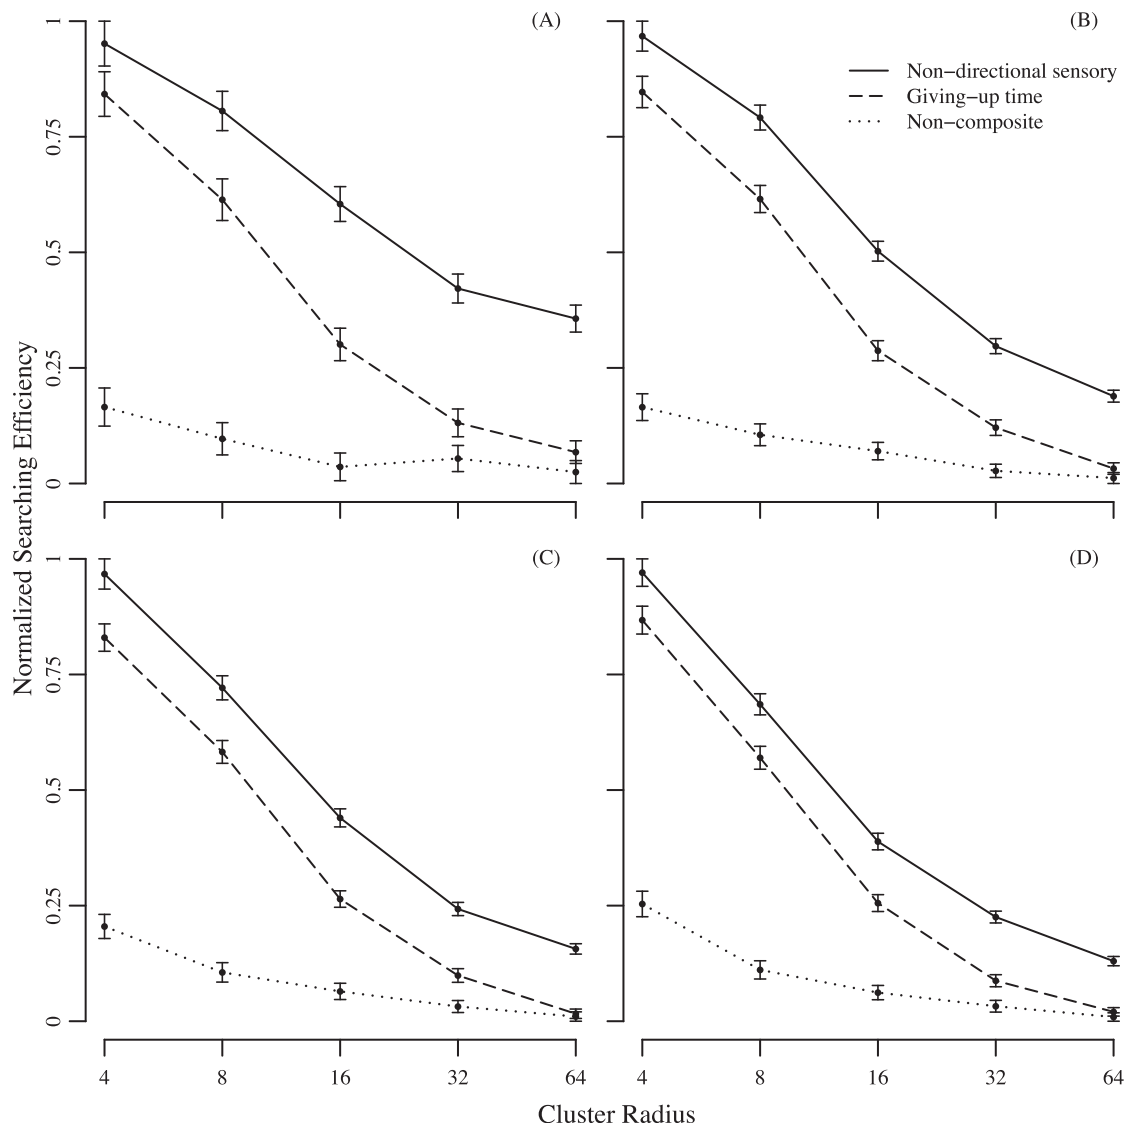 (A)
(B)
Non-directional sensory
Giving-up time
Non-composite
1
0.75
0.5
0.25
0
(C)
(D)
1
0.75
0.5
0.25
0
Normalized Searching Efficiency
4 8 16 32 64
4 8 16 32 64
Cluster Radius